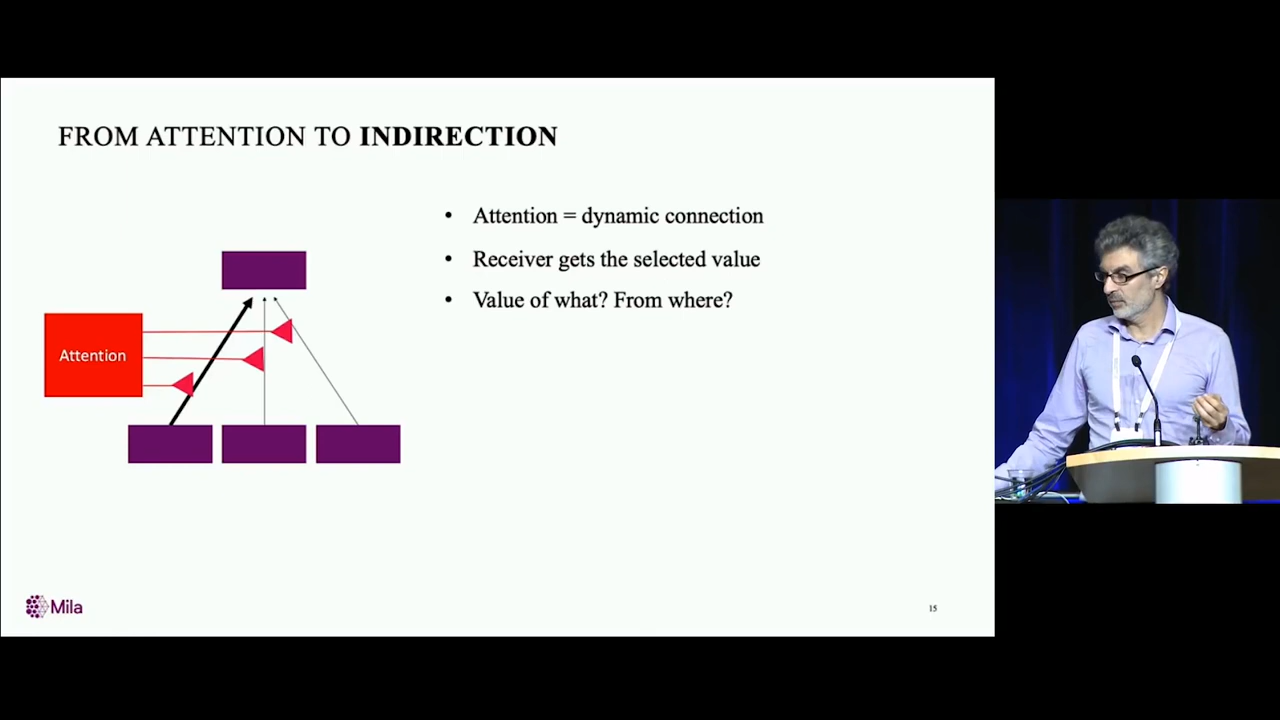 FROM ATTENTION TO INDIRECTION
• Attention = dynamic connection
• Receiver gets the selected value
• Value of what? From where?
Attention
Mila
15